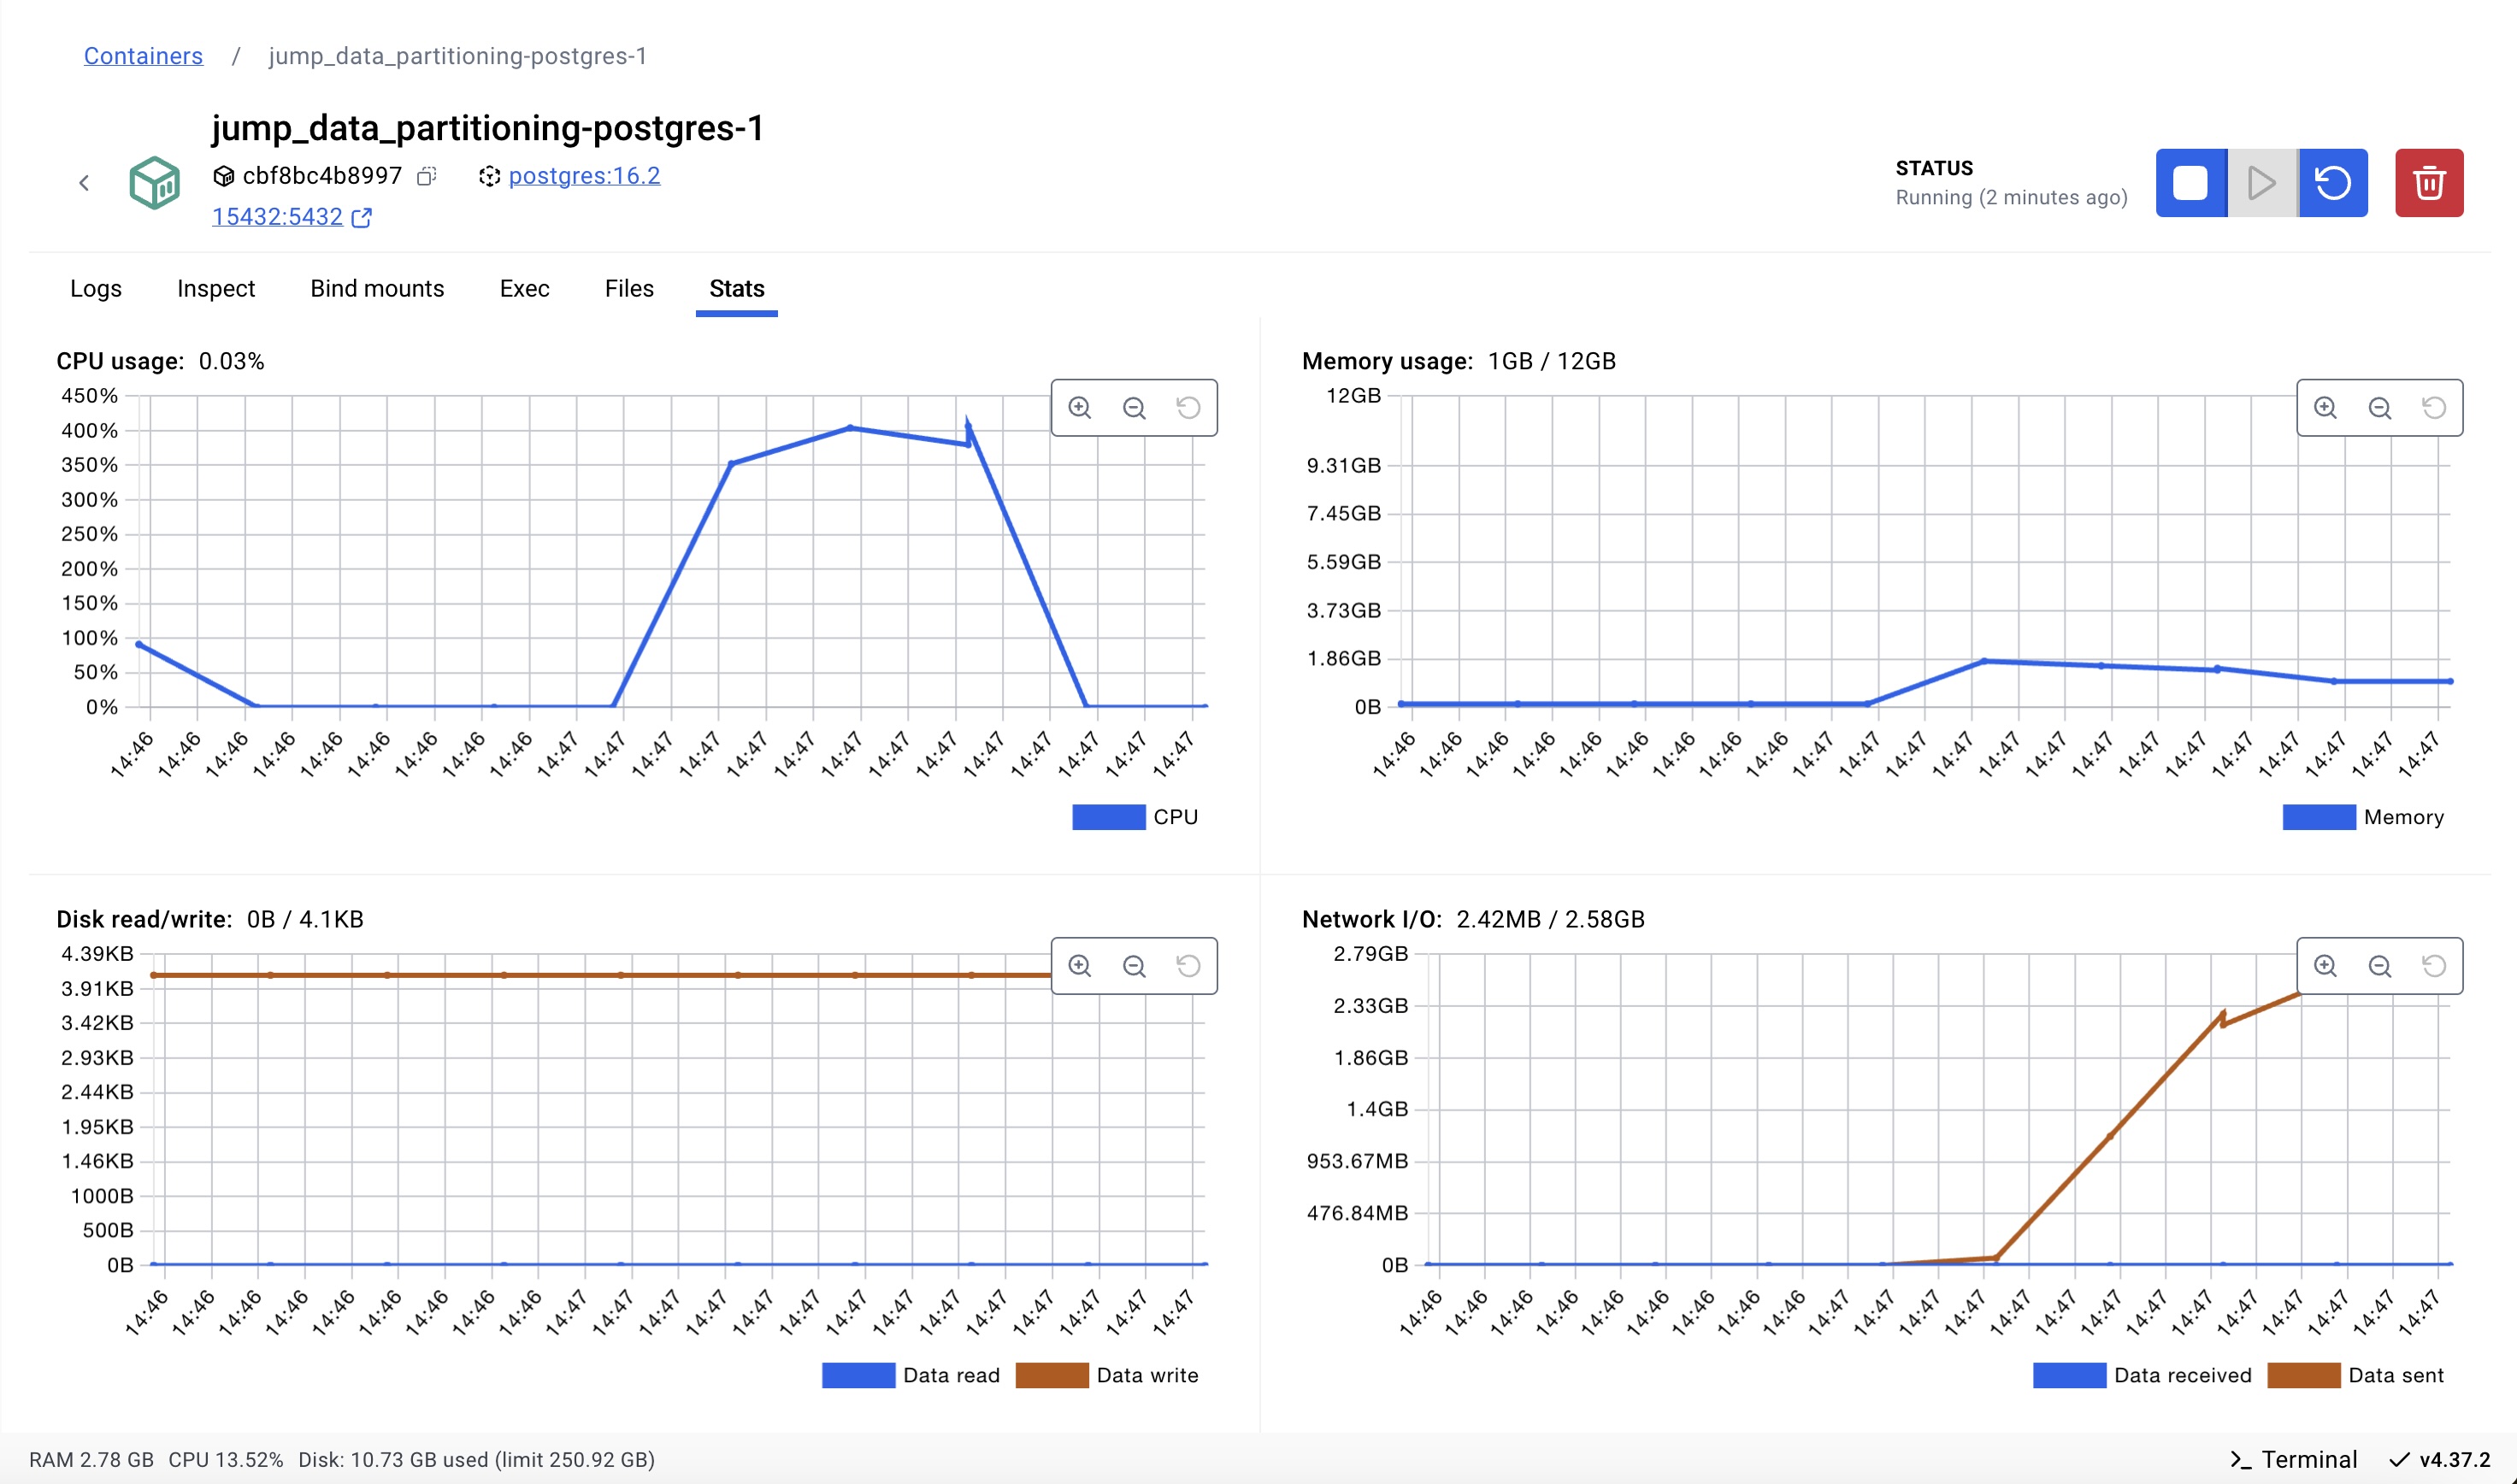 Containers / jump_data_partitioning-postgres-1
jump_data_partitioning-postgres-1
cbf8bc4b8997 postgres:16.2
15432:5432
STATUS
Running (2 minutes ago)
Logs Inspect Bind mounts Exec Files Stats
CPU usage: 0.03%
450%
400%
350%
300%
250%
200%
150%
100%
50%
0%
14:46 14:46 14:46 14:46 14:46 14:46 14:46 14:46 14:46 14:47 14:47 14:47 14:47 14:47 14:47 14:47 14:47 14:47 14:47 14:47 14:47 14:47 14:47
CPU
Memory usage: 1GB / 12GB
12GB
9.31GB
7.45GB
5.59GB
3.73GB
1.86GB
0B
14:46 14:46 14:46 14:46 14:46 14:46 14:46 14:46 14:46 14:47 14:47 14:47 14:47 14:47 14:47 14:47 14:47 14:47 14:47 14:47 14:47 14:47 14:47
Memory
Disk read/write: 0B / 4.1KB
4.39KB
3.91KB
3.42KB
2.93KB
2.44KB
1.95KB
1.46KB
1000B
500B
0B
14:46 14:46 14:46 14:46 14:46 14:46 14:46 14:46 14:46 14:47 14:47 14:47 14:47 14:47 14:47 14:47 14:47 14:47 14:47 14:47 14:47 14:47 14:47
Data read Data write
Network I/O: 2.42MB / 2.58GB
2.79GB
2.33GB
1.86GB
1.4GB
953.67MB
476.84MB
0B
14:46 14:46 14:46 14:46 14:46 14:46 14:46 14:46 14:46 14:47 14:47 14:47 14:47 14:47 14:47 14:47 14:47 14:47 14:47 14:47 14:47 14:47 14:47
Data received Data sent
RAM 2.78 GB CPU 13.52% Disk: 10.73 GB used (limit 250.92 GB)
>_ Terminal v4.37.2